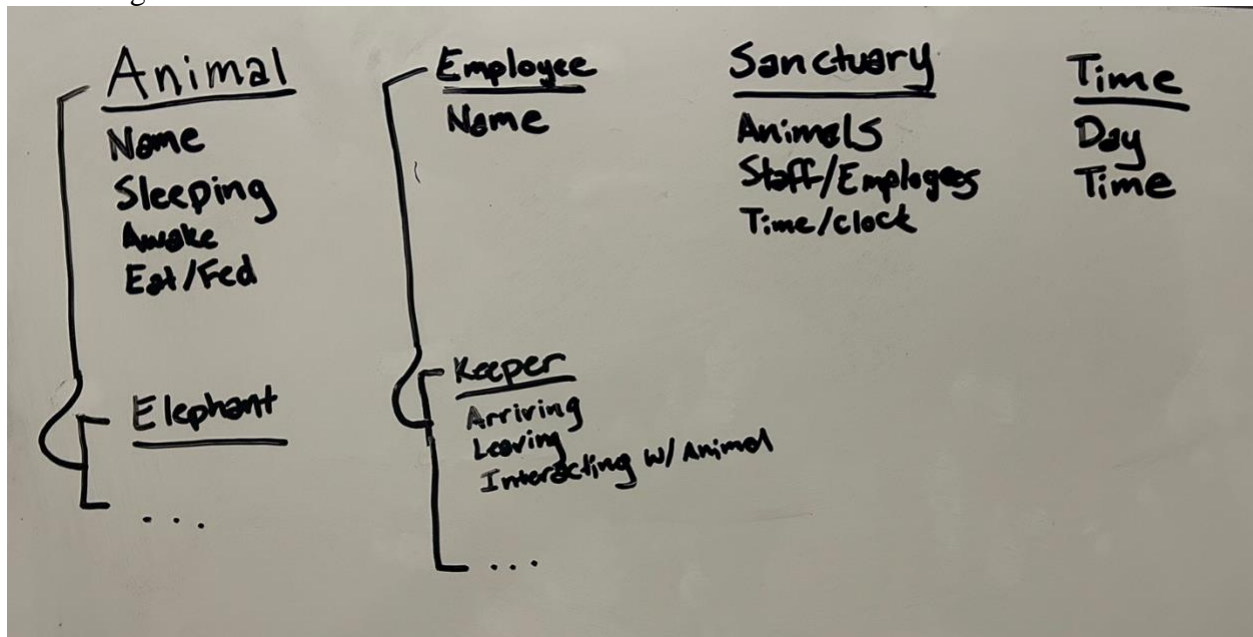 Animal
Name
Sleeping
Awake
Eat/Fed
Elephant
...
Employee
Name
Keeper
Arriving
Leaving
Interacting w/ Animal
...
Sanctuary
Animals
Staff/Employees
Time/clock
Time
Day
Time